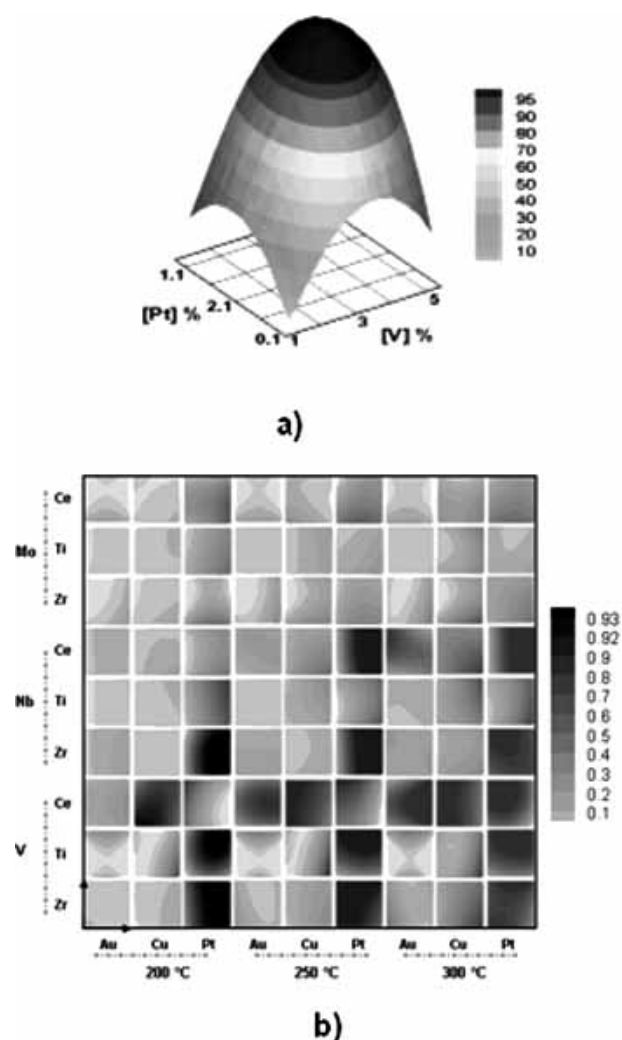 95
90
80
70
60
50
40
30
20
10
1.1
2.1
0.1
[Pt] %
1
3
5
[V] %
a)
Mo
Ce
Ti
Zr
Nb
Ce
Ti
Zr
V
Ce
Ti
Zr
0.93
0.92
0.9
0.8
0.7
0.6
0.5
0.4
0.3
0.2
0.1
Au Cu Pt Au Cu Pt Au Cu Pt
200 °C 250 °C 300 °C
b)